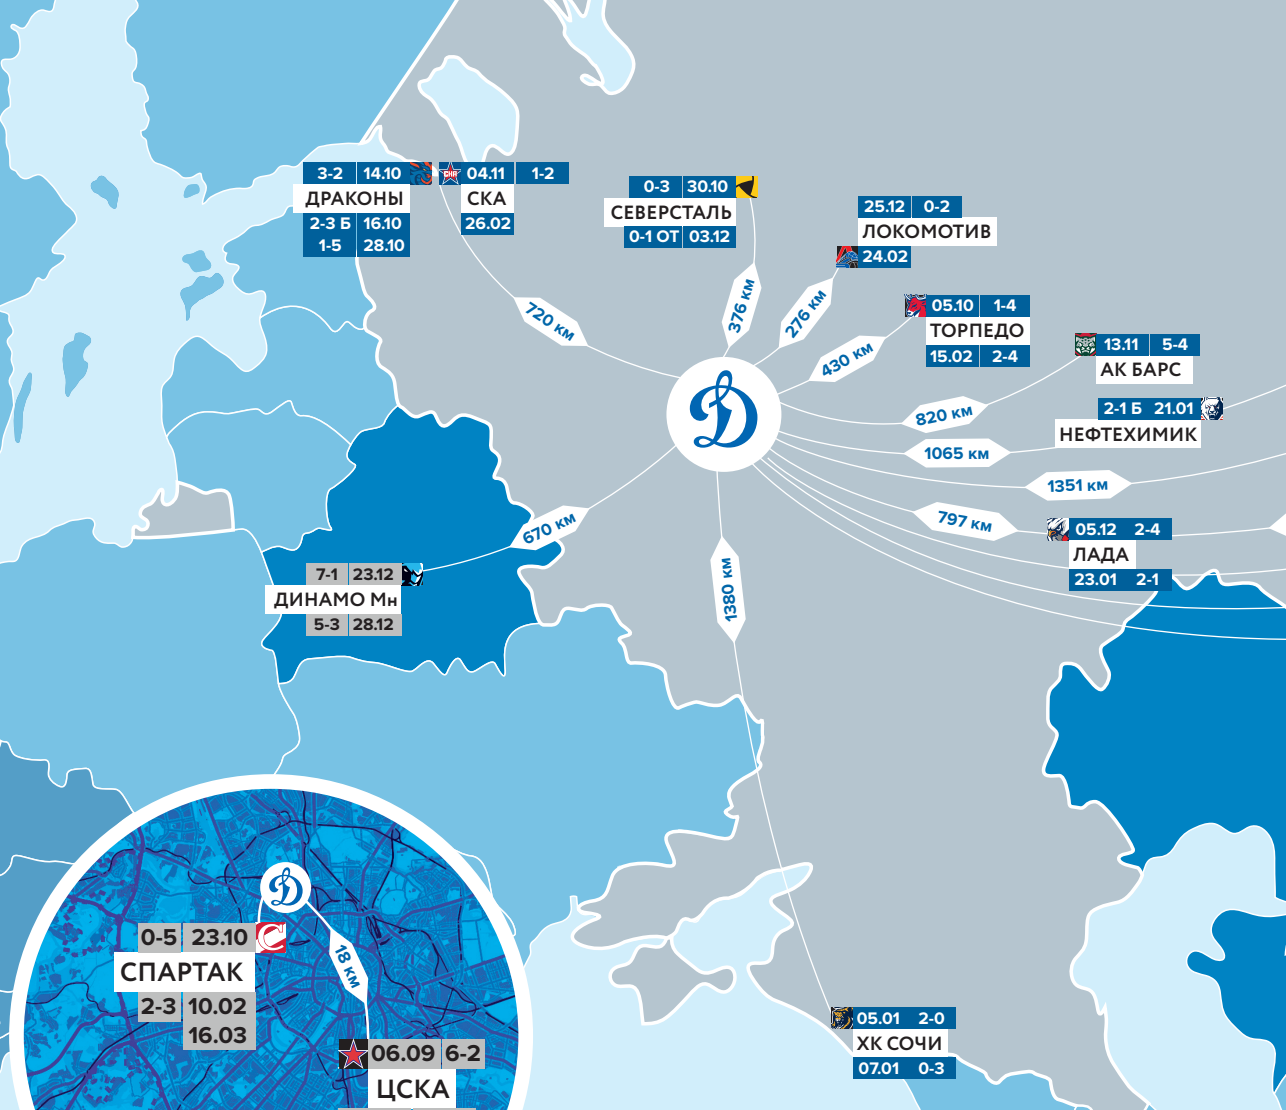 3-2 14.10
ДРАКОНЫ
2-3 Б 16.10
1-5 28.10
СКА 04.11 1-2
СКА
26.02
0-3 30.10
СЕВЕРСТАЛЬ
0-1 ОТ 03.12
25.12 0-2
ЛОКОМОТИВ
24.02
05.10 1-4
ТОРПЕДО
15.02 2-4
13.11 5-4
АК БАРС
2-1 Б 21.01
НЕФТЕХИМИК
05.12 2-4
ЛАДА
23.01 2-1
720 км
376 км
276 км
430 км
820 км
1065 км
1351 км
797 км
670 км
1380 км
Д
7-1 23.12
ДИНАМО Мн
5-3 28.12
Д
18 км
0-5 23.10
С
СПАРТАК
2-3 10.02
16.03
06.09 6-2
ЦСКА
05.01 2-0
ХК СОЧИ
07.01 0-3